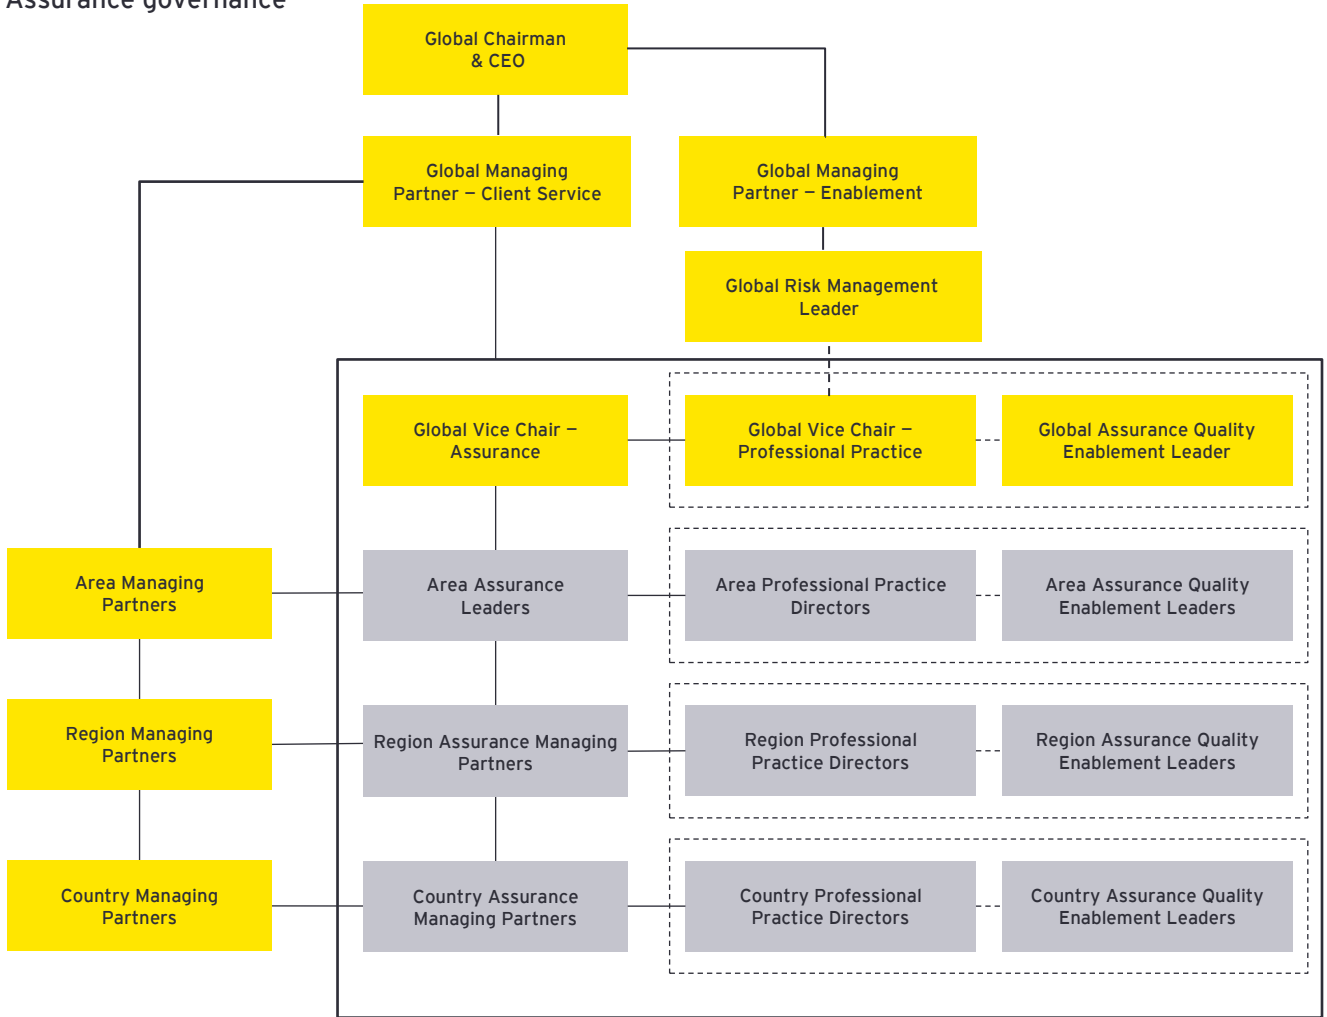 Assurance governance
Global Chairman
& CEO
Global Managing
Partner – Client Service
Global Managing
Partner – Enablement
Global Risk Management
Leader
Global Vice Chair –
Assurance
Global Vice Chair –
Professional Practice
Global Assurance Quality
Enablement Leader
Area Managing
Partners
Area Assurance
Leaders
Area Professional Practice
Directors
Area Assurance Quality
Enablement Leaders
Region Managing
Partners
Region Assurance Managing
Partners
Region Professional
Practice Directors
Region Assurance Quality
Enablement Leaders
Country Managing
Partners
Country Assurance
Managing Partners
Country Professional
Practice Directors
Country Assurance Quality
Enablement Leaders